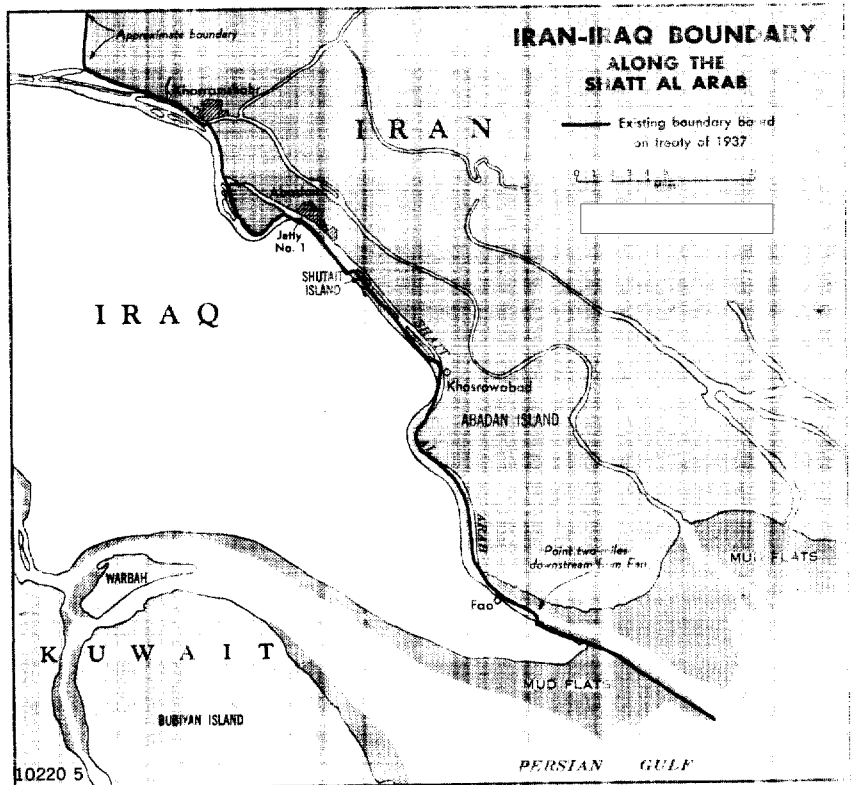 IRAN-IRAQ BOUNDARY
ALONG THE
SHATT AL ARAB
Existing boundary based
on treaty of 1937
Approximate boundary
Khorramshahr
IRAN
Jetty
No. 1
SHUTAIT
ISLAND
IRAQ
SHATT
Khosrowabad
ABADAN ISLAND
AL
ARAB
Point two miles
downstream from Fao
MUD FLATS
WARBAH
Fao
KUWAIT
MUD FLATS
BUBIYAN ISLAND
PERSIAN GULF
10220 5